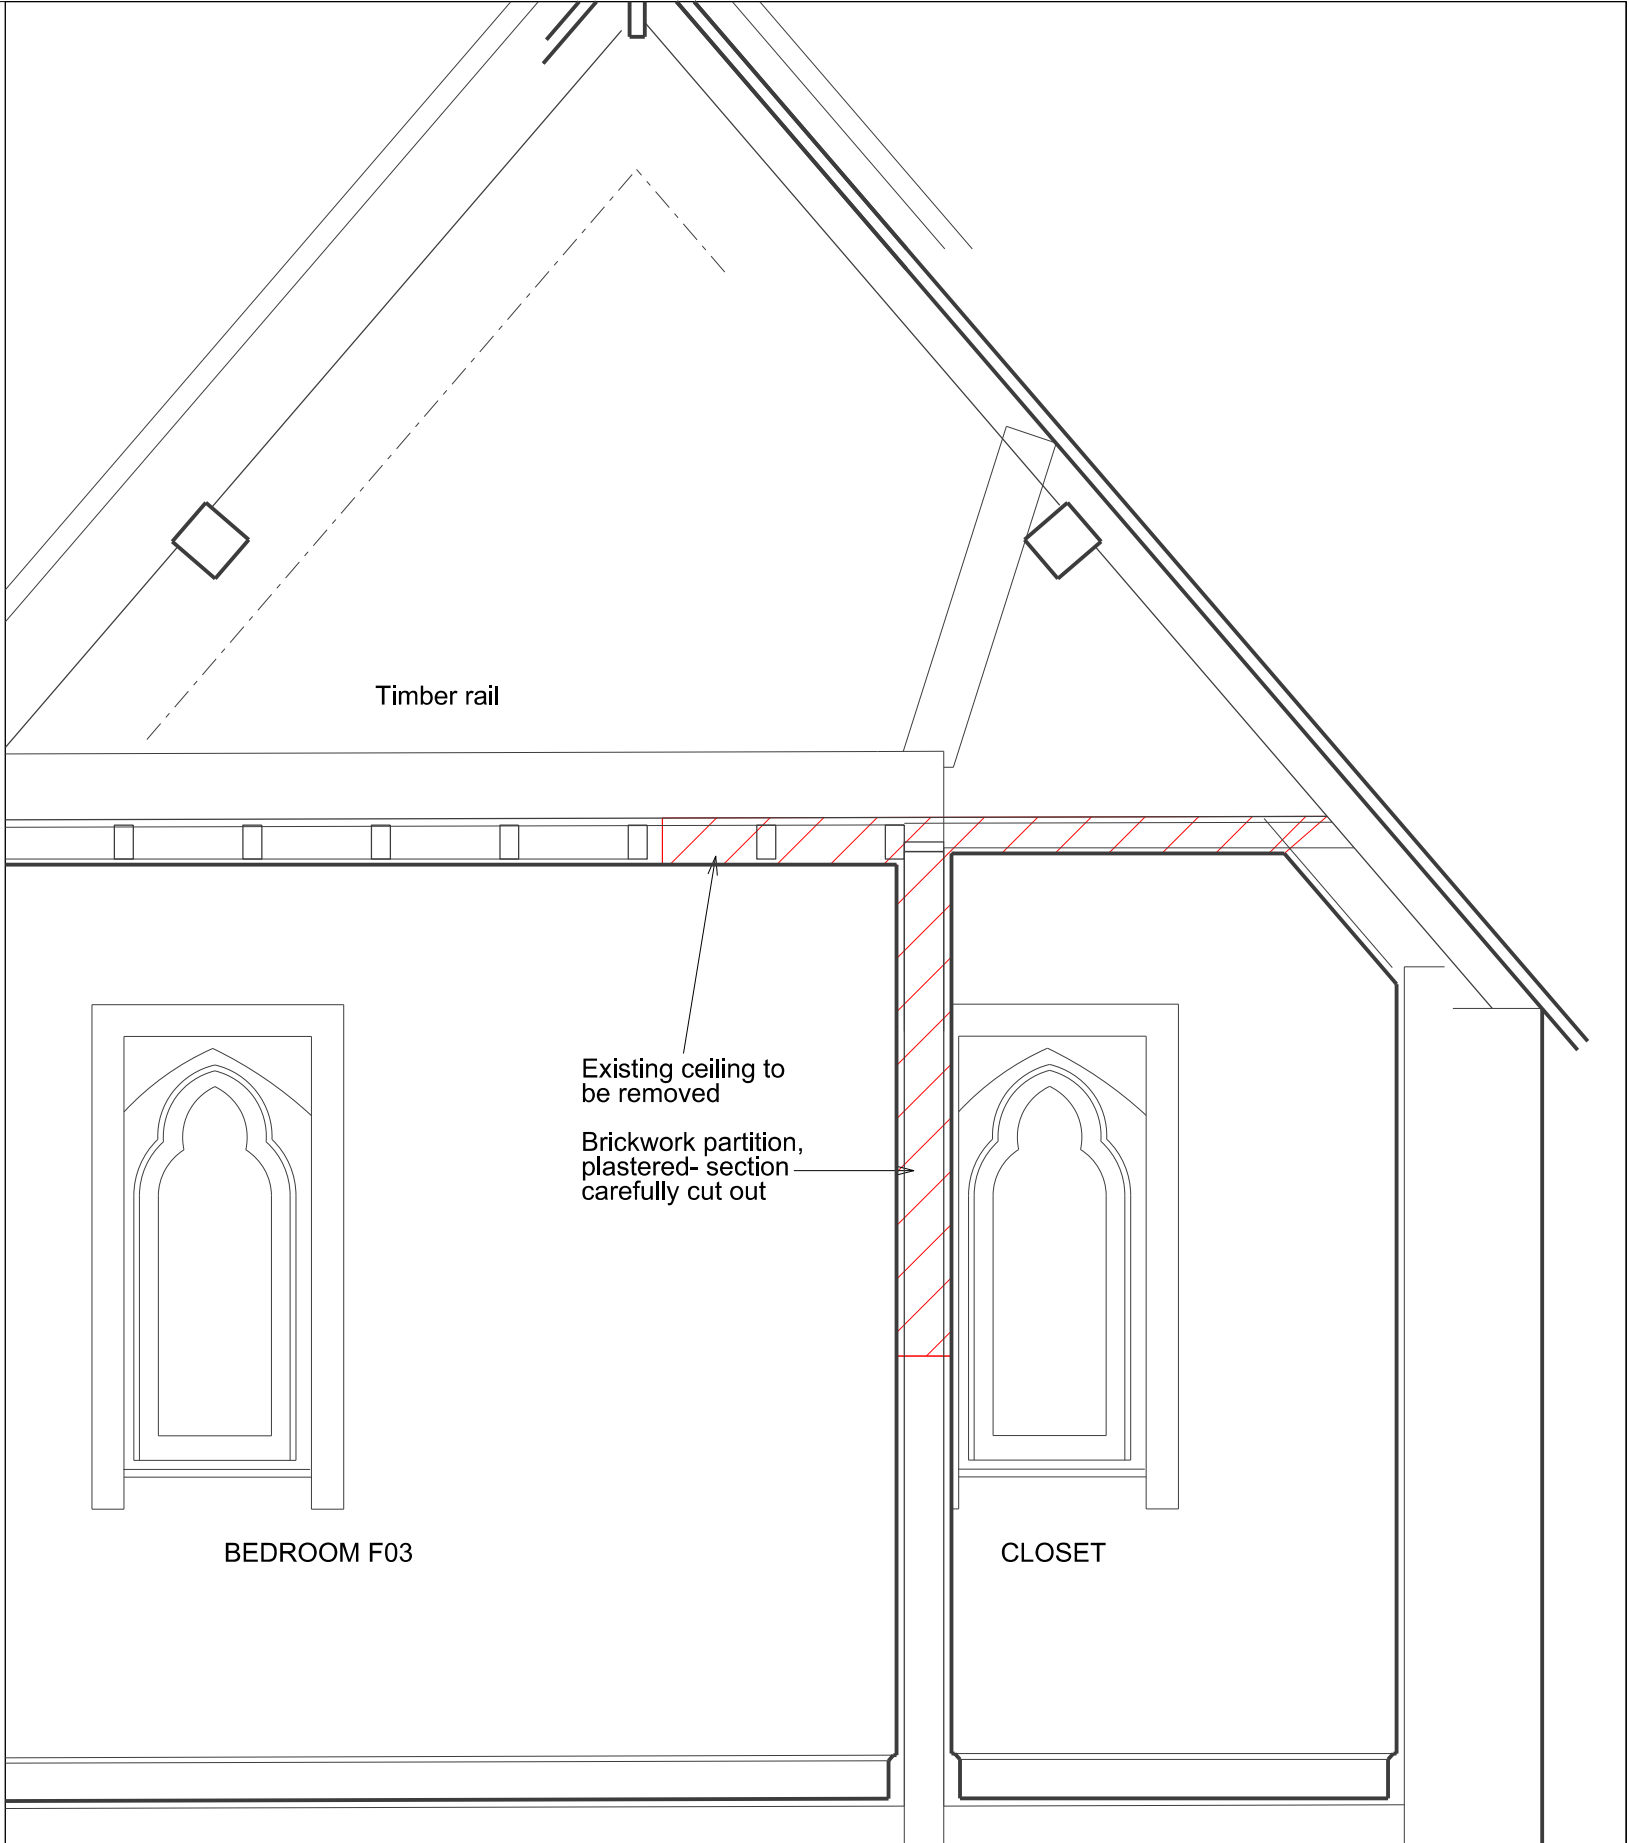 Timber rail
Existing ceiling to
be removed
Brickwork partition,
plastered- section
carefully cut out
BEDROOM F03
CLOSET